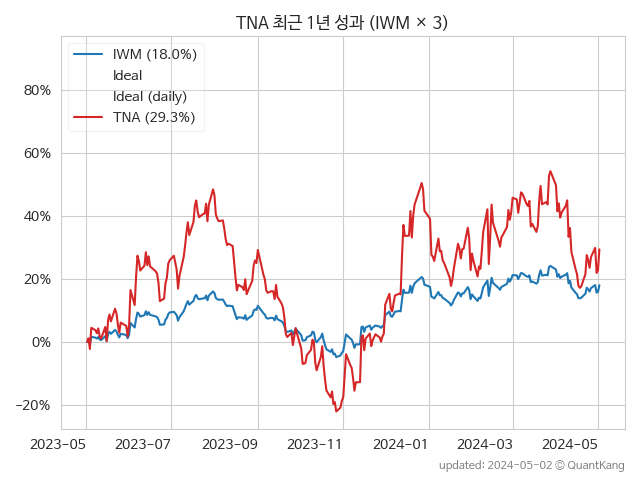 TNA 최근 1년 성과 (IWM × 3)
IWM (18.0%)
Ideal
Ideal (daily)
TNA (29.3%)
80%
60%
40%
20%
0%
−20%
2023-05
2023-07
2023-09
2023-11
2024-01
2024-03
2024-05
updated: 2024-05-02 © QuantKang